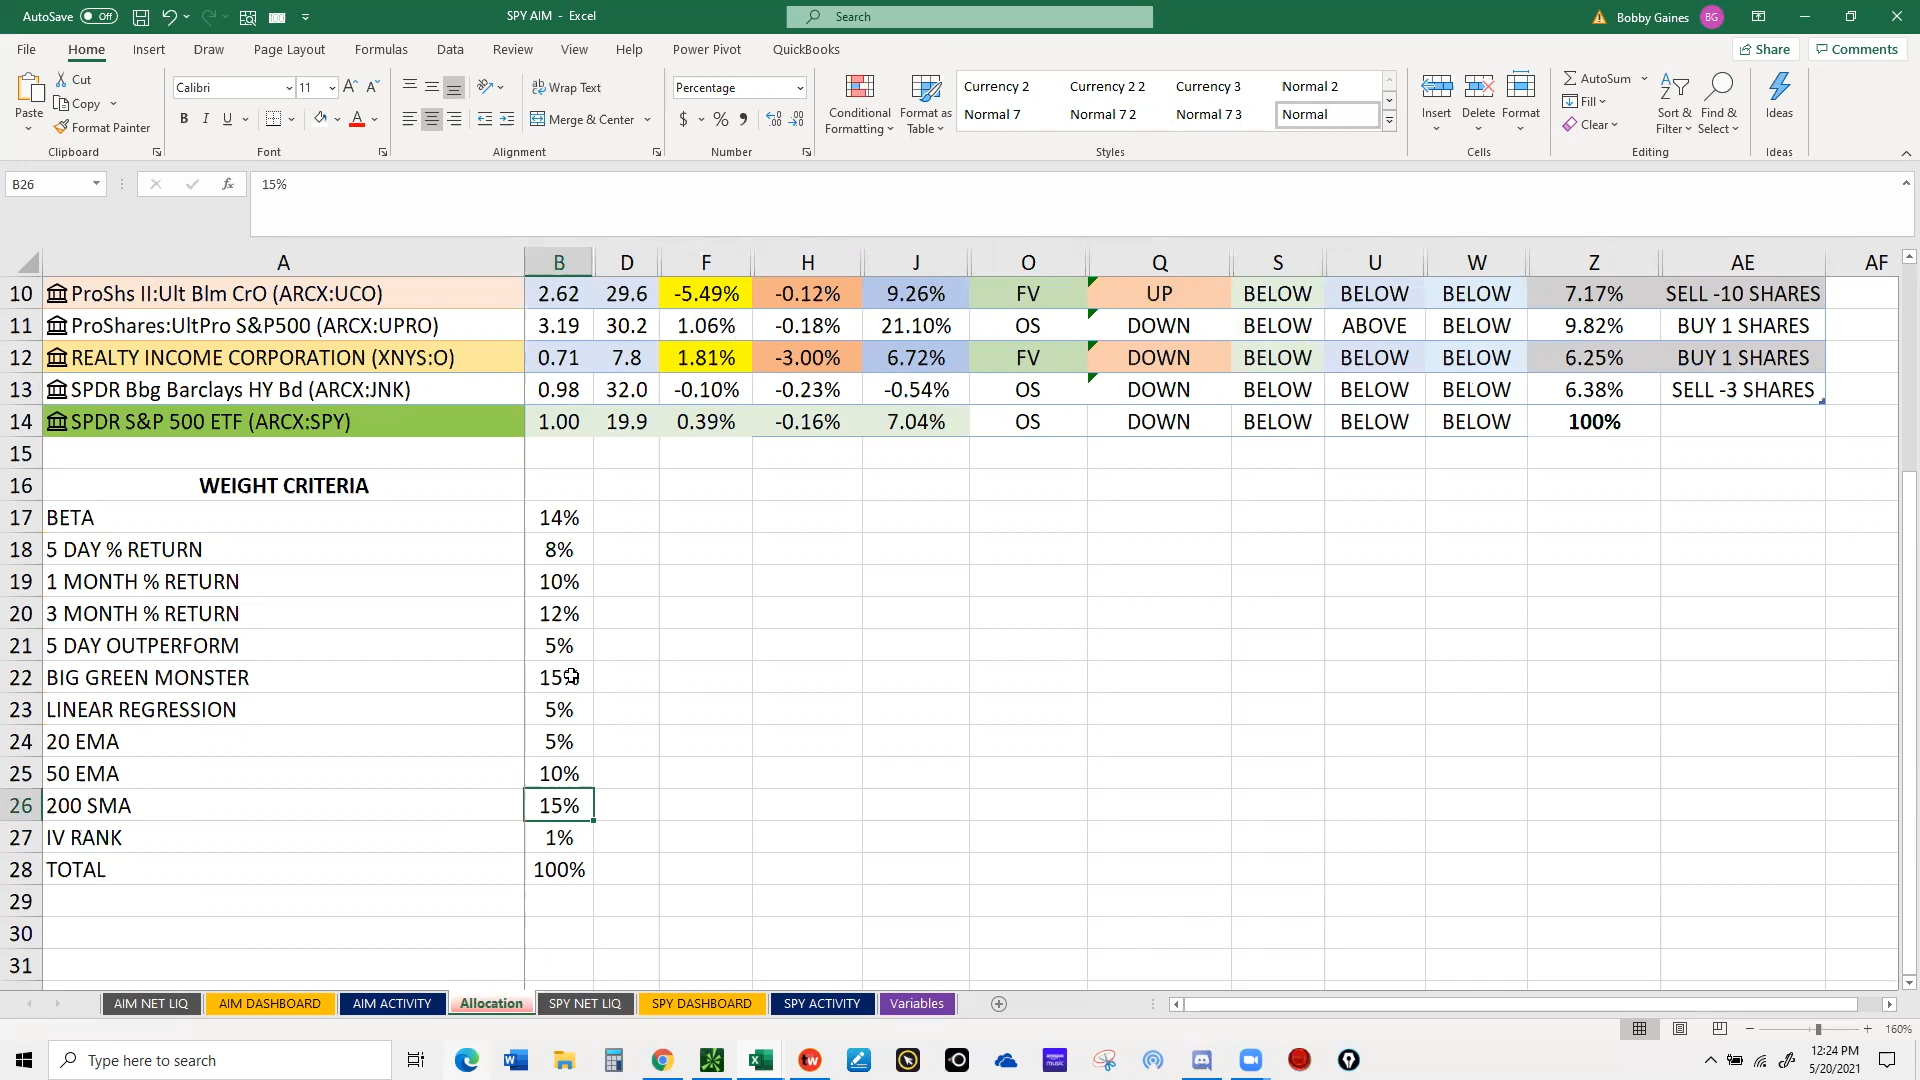 AutoSave Off SPY AIM - Excel Search Bobby Gaines BG
File Home Insert Draw Page Layout Formulas Data Review View Help Power Pivot QuickBooks Share Comments
Paste Cut Copy Format Painter Clipboard
Calibri 11 B I U Font
Wrap Text Merge & Center Alignment
Percentage $ % Number
Conditional Formatting Format as Table
Currency 2 Currency 2 2 Currency 3 Normal 2
Normal 7 Normal 7 2 Normal 7 3 Normal
Styles
Insert Delete Format Cells
AutoSum Fill Clear Sort & Filter Find & Select Editing
Ideas Ideas
B26 fx 15%
A B D F H J O Q S U W Z AE AF
10 ProShs II:Ult Blm CrO (ARCX:UCO) 2.62 29.6 -5.49% -0.12% 9.26% FV UP BELOW BELOW BELOW 7.17% SELL -10 SHARES
11 ProShares:UltPro S&P500 (ARCX:UPRO) 3.19 30.2 1.06% -0.18% 21.10% OS DOWN BELOW ABOVE BELOW 9.82% BUY 1 SHARES
12 REALTY INCOME CORPORATION (XNYS:O) 0.71 7.8 1.81% -3.00% 6.72% FV DOWN BELOW BELOW BELOW 6.25% BUY 1 SHARES
13 SPDR Bbg Barclays HY Bd (ARCX:JNK) 0.98 32.0 -0.10% -0.23% -0.54% OS DOWN BELOW BELOW BELOW 6.38% SELL -3 SHARES
14 SPDR S&P 500 ETF (ARCX:SPY) 1.00 19.9 0.39% -0.16% 7.04% OS DOWN BELOW BELOW BELOW 100%
15
16 WEIGHT CRITERIA
17 BETA 14%
18 5 DAY % RETURN 8%
19 1 MONTH % RETURN 10%
20 3 MONTH % RETURN 12%
21 5 DAY OUTPERFORM 5%
22 BIG GREEN MONSTER 15%
23 LINEAR REGRESSION 5%
24 20 EMA 5%
25 50 EMA 10%
26 200 SMA 15%
27 IV RANK 1%
28 TOTAL 100%
29
30
31
AIM NET LIQ AIM DASHBOARD AIM ACTIVITY Allocation SPY NET LIQ SPY DASHBOARD SPY ACTIVITY Variables
160%
Type here to search 12:24 PM
5/20/2021